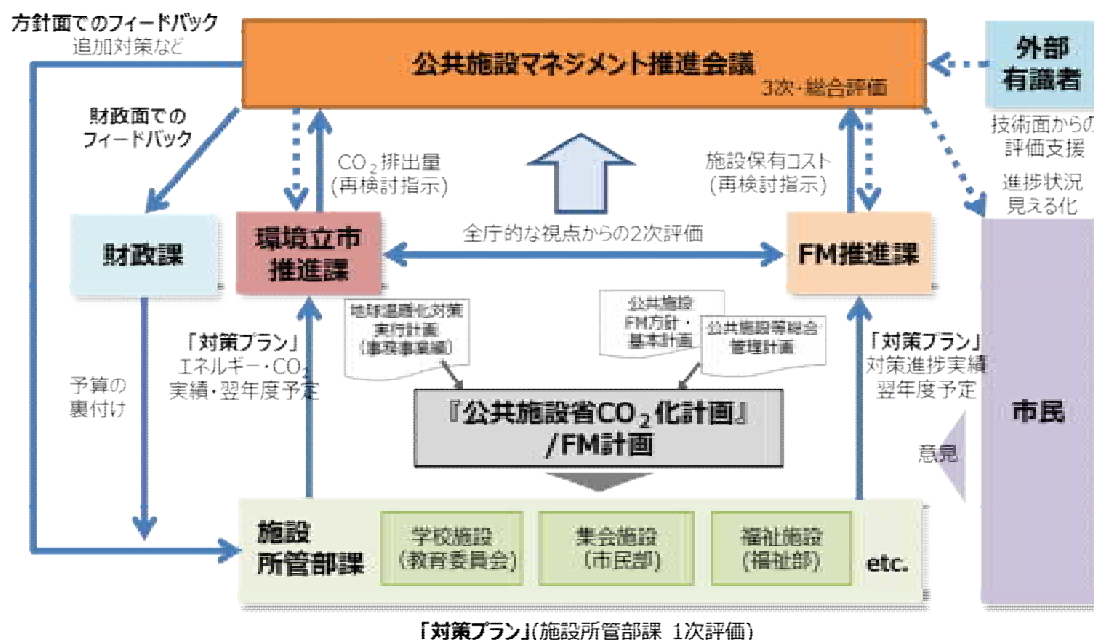 方針面でのフィードバック
追加対策など
公共施設マネジメント推進会議
3次・総合評価
外部
有識者
技術面からの
評価支援
財政面での
フィードバック
CO₂排出量
(再検討指示)
施設保有コスト
(再検討指示)
進捗状況
見える化
財政課
環境立市
推進課
全庁的な視点からの2次評価
FM推進課
地球温暖化対策
実行計画
(事務事業編)
公共施設
FM方針・
基本計画
公共施設等総合
管理計画
「対策プラン」
エネルギー・CO₂
実績・翌年度予定
「対策プラン」
対策進捗実績
翌年度予定
予算の
裏付け
『公共施設省CO₂化計画』
/FM計画
市民
意見
施設
所管部課
学校施設
(教育委員会)
集会施設
(市民部)
福祉施設
(福祉部)
etc.
「対策プラン」(施設所管部課 1次評価)